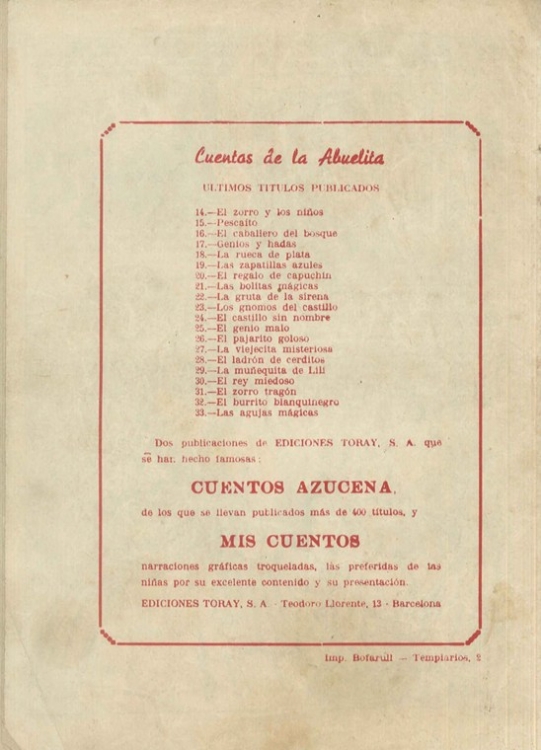 Cuentos de la Abuelita
ULTIMOS TITULOS PUBLICADOS
14.—El zorro y los niños
15.—Pescaíto
16.—El caballero del bosque
17.—Genios y hadas
18.—La rueca de plata
19.—Las zapatillas azules
20.—El regalo de capuchín
21.—Las bolitas mágicas
22.—La gruta de la sirena
23.—Los gnomos del castillo
24.—El castillo sin nombre
25.—El genio malo
26.—El pajarito goloso
27.—La viejecita misteriosa
28.—El ladrón de cerditos
29.—La muñequita de Lilí
30.—El rey miedoso
31.—El zorro tragón
32.—El burrito blanquinegro
33.—Las agujas mágicas
Dos publicaciones de EDICIONES TORAY, S. A. que
se han hecho famosas:
CUENTOS AZUCENA,
de los que se llevan publicados más de 400 títulos, y
MIS CUENTOS
narraciones gráficas troqueladas, las preferidas de las
niñas por su excelente contenido y su presentación.
EDICIONES TORAY, S. A. - Teodoro Llorente, 13 - Barcelona
Imp. Bofarull — Templarios, 2